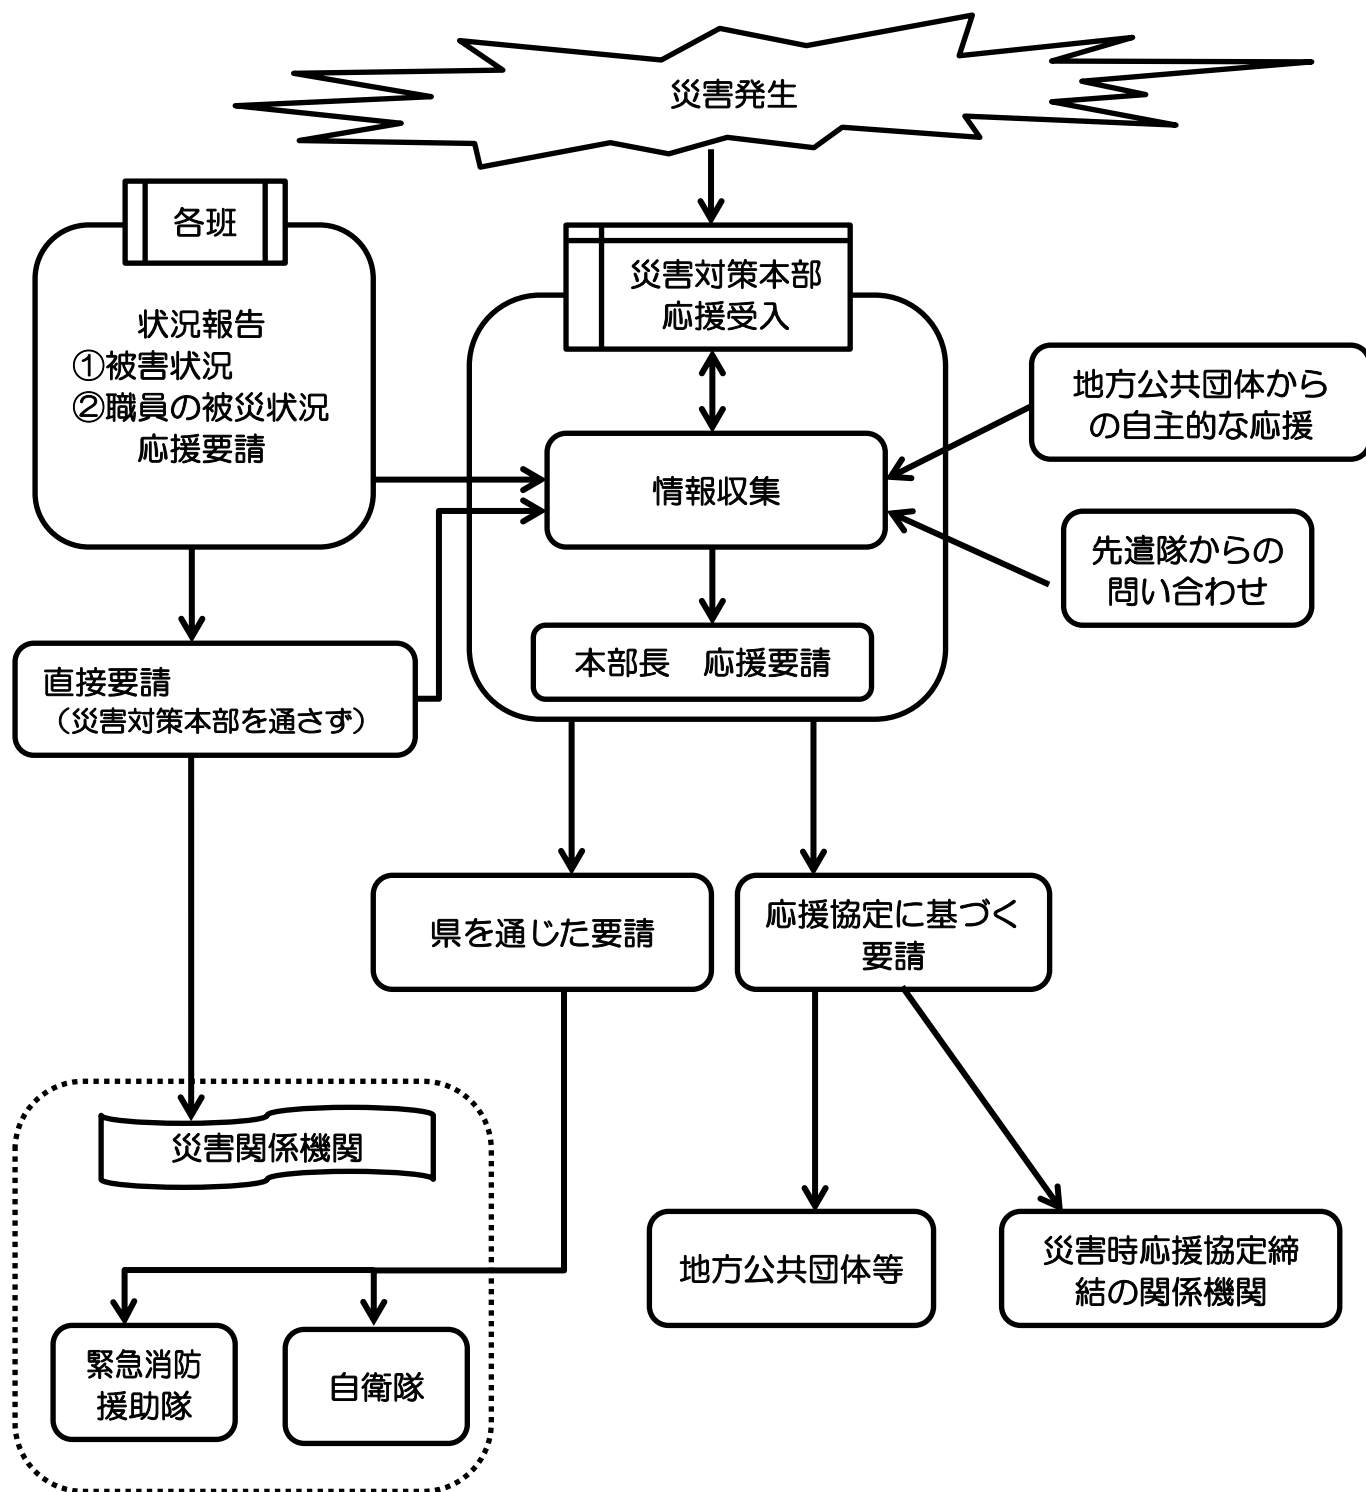 災害発生
各班
状況報告
①被害状況
②職員の被災状況
応援要請
災害対策本部
応援受入
地方公共団体から
の自主的な応援
情報収集
先遣隊からの
問い合わせ
本部長　応援要請
直接要請
（災害対策本部を通さず）
県を通じた要請
応援協定に基づく
要請
災害関係機関
地方公共団体等
災害時応援協定締
結の関係機関
緊急消防
援助隊
自衛隊